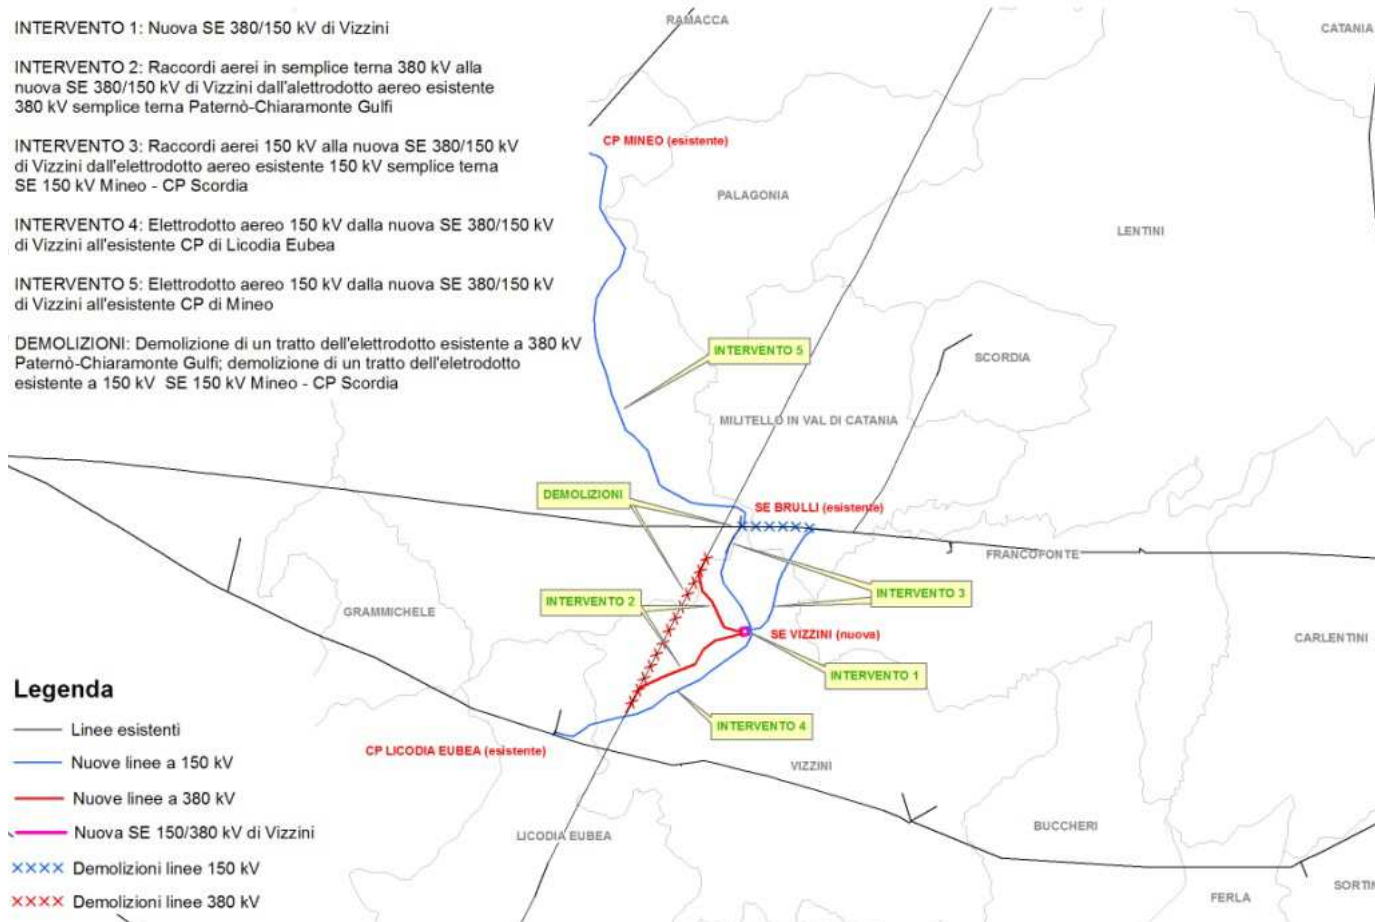 INTERVENTO 1: Nuova SE 380/150 kV di Vizzini
INTERVENTO 2: Raccordi aerei in semplice terna 380 kV alla
nuova SE 380/150 kV di Vizzini dall'alettrodotto aereo esistente
380 kV semplice terna Paternò-Chiaramonte Gulfi
INTERVENTO 3: Raccordi aerei 150 kV alla nuova SE 380/150 kV
di Vizzini dall'elettrodotto aereo esistente 150 kV semplice terna
SE 150 kV Mineo - CP Scordia
INTERVENTO 4: Elettrodotto aereo 150 kV dalla nuova SE 380/150 kV
di Vizzini all'esistente CP di Licodia Eubea
INTERVENTO 5: Elettrodotto aereo 150 kV dalla nuova SE 380/150 kV
di Vizzini all'esistente CP di Mineo
DEMOLIZIONI: Demolizione di un tratto dell'elettrodotto esistente a 380 kV
Paternò-Chiaramonte Gulfi; demolizione di un tratto dell'eletrodotto
esistente a 150 kV SE 150 kV Mineo - CP Scordia
RAMACCA
CATANIA
CP MINEO (esistente)
PALAGONIA
LENTINI
INTERVENTO 5
SCORDIA
MILITELLO IN VAL DI CATANIA
DEMOLIZIONI
SE BRULLI (esistente)
FRANCOFONTE
INTERVENTO 2
INTERVENTO 3
GRAMMICHELE
SE VIZZINI (nuova)
CARLENTINI
INTERVENTO 1
INTERVENTO 4
CP LICODIA EUBEA (esistente)
VIZZINI
LICODIA EUBEA
BUCCHERI
FERLA
SORTIN
Legenda
Linee esistenti
Nuove linee a 150 kV
Nuove linee a 380 kV
Nuova SE 150/380 kV di Vizzini
Demolizioni linee 150 kV
Demolizioni linee 380 kV